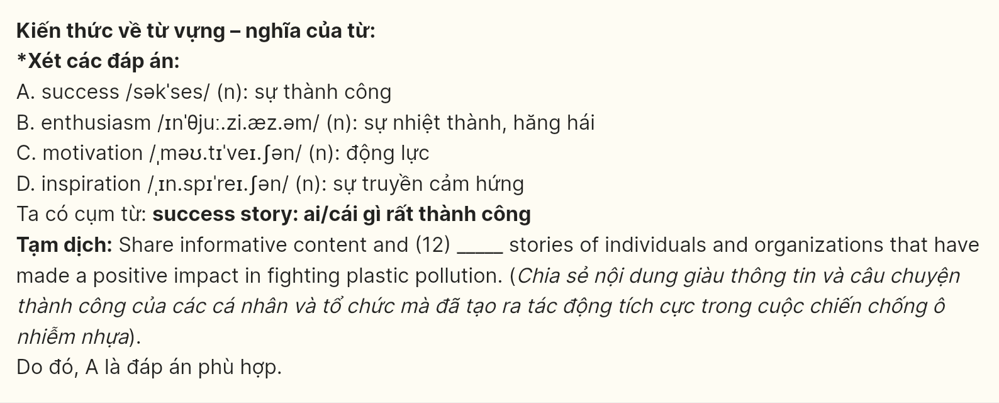 Kiến thức về từ vựng – nghĩa của từ:
*Xét các đáp án:
A. success /səkˈses/ (n): sự thành công
B. enthusiasm /ɪnˈθjuː.zi.æz.əm/ (n): sự nhiệt thành, hăng hái
C. motivation /ˌməʊ.tɪˈveɪ.ʃən/ (n): động lực
D. inspiration /ˌɪn.spɪˈreɪ.ʃən/ (n): sự truyền cảm hứng
Ta có cụm từ: success story: ai/cái gì rất thành công
Tạm dịch: Share informative content and (12) _____ stories of individuals and organizations that have
made a positive impact in fighting plastic pollution. (Chia sẻ nội dung giàu thông tin và câu chuyện
thành công của các cá nhân và tổ chức mà đã tạo ra tác động tích cực trong cuộc chiến chống ô
nhiễm nhựa).
Do đó, A là đáp án phù hợp.